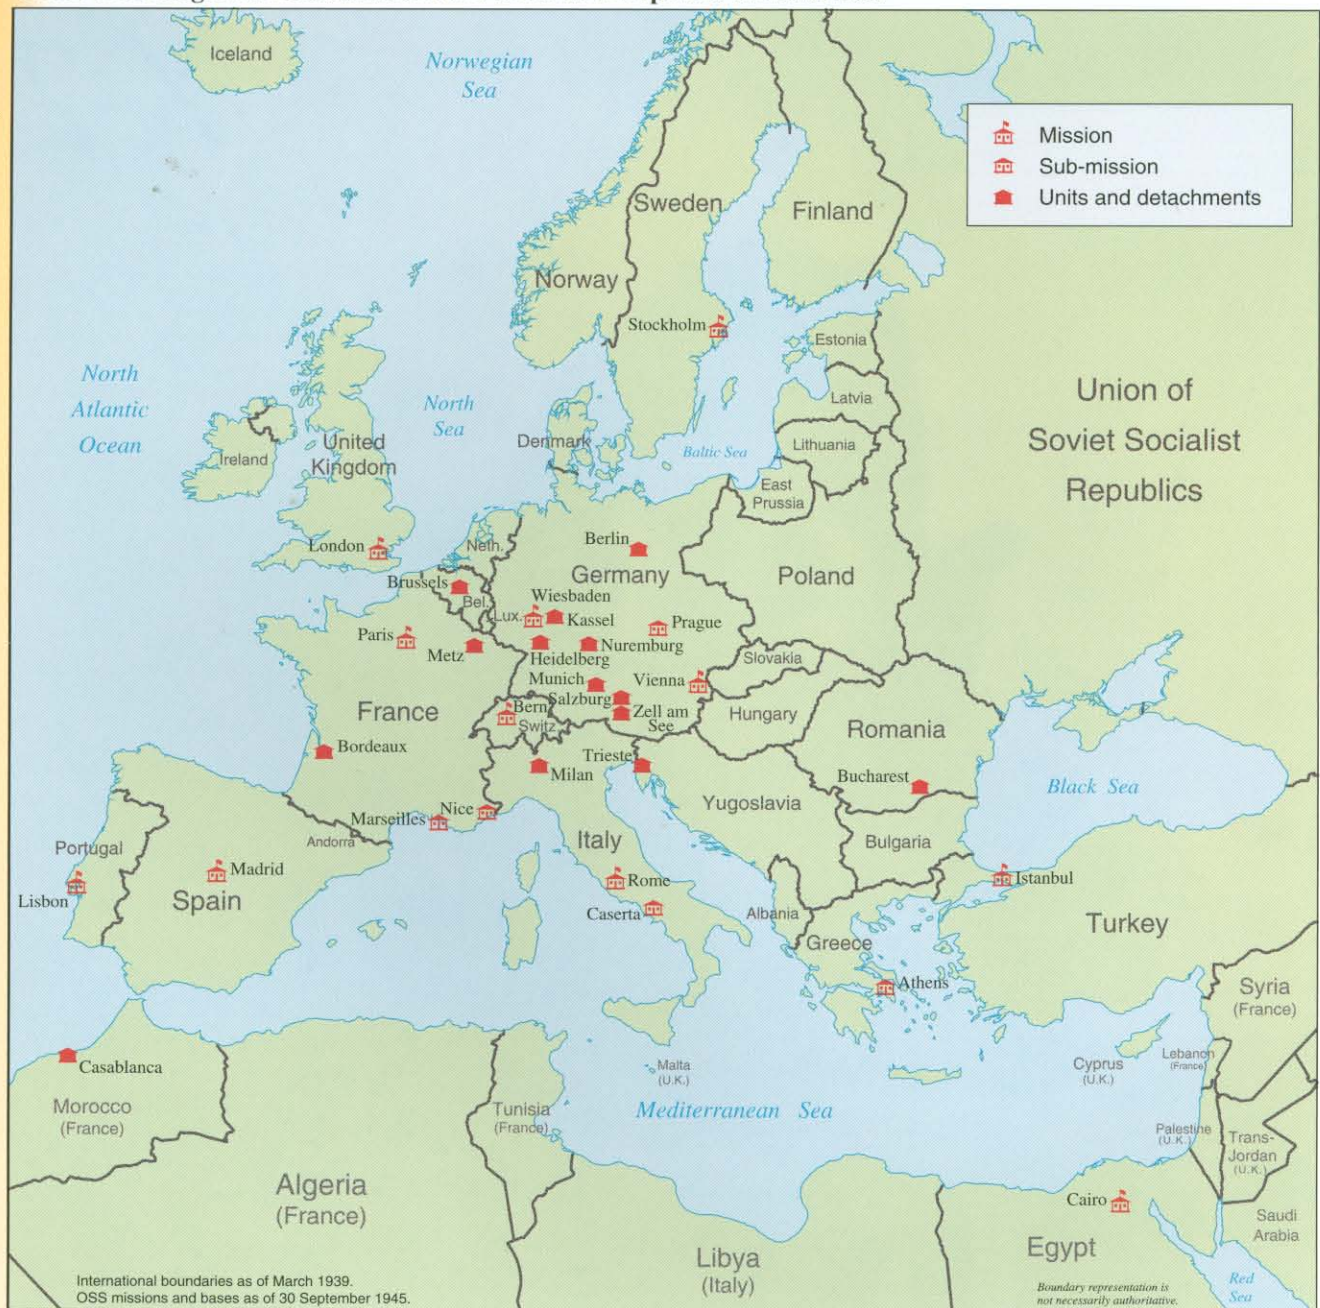 Iceland
Norwegian
Sea
Mission
Sub-mission
Units and detachments
Sweden
Finland
Norway
Stockholm
Estonia
North
Atlantic
Ocean
North
Sea
Latvia
Union of
Soviet Socialist
Republics
United
Kingdom
Ireland
Denmark
Baltic Sea
Lithuania
East
Prussia
London
Neth.
Berlin
Germany
Poland
Brussels
Bel.
Lux.
Wiesbaden
Kassel
Prague
Paris
Metz
Heidelberg
Nuremburg
Slovakia
Munich
Vienna
Salzburg
Zell am
See
France
Bern
Switz.
Hungary
Romania
Bordeaux
Milan
Trieste
Bucharest
Black Sea
Yugoslavia
Marseilles
Nice
Andorra
Italy
Bulgaria
Portugal
Lisbon
Madrid
Spain
Rome
Caserta
Istanbul
Albania
Greece
Turkey
Athens
Syria
(France)
Casablanca
Morocco
(France)
Malta
(U.K.)
Cyprus
(U.K.)
Lebanon
(France)
Tunisia
(France)
Mediterranean Sea
Palestine
(U.K.)
Trans-
Jordan
(U.K.)
Algeria
(France)
Cairo
Saudi
Arabia
Libya
(Italy)
Egypt
Red
Sea
International boundaries as of March 1939.
OSS missions and bases as of 30 September 1945.
Boundary representation is
not necessarily authoritative.